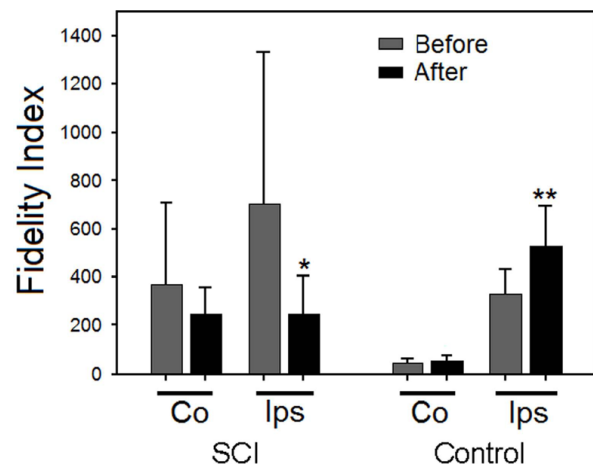 Fidelity Index
1400
1200
1000
800
600
400
200
0
Before
After
*
**
Co Ips Co Ips
SCI Control